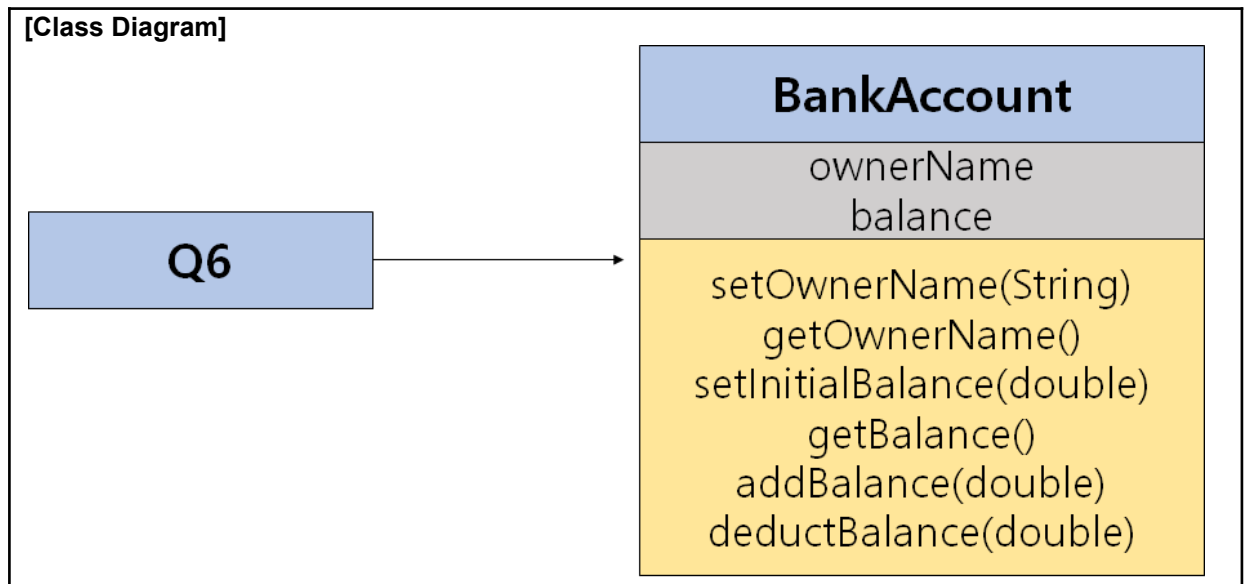 [Class Diagram]
BankAccount
ownerName
balance
Q6
setOwnerName(String)
getOwnerName()
setInitialBalance(double)
getBalance()
addBalance(double)
deductBalance(double)